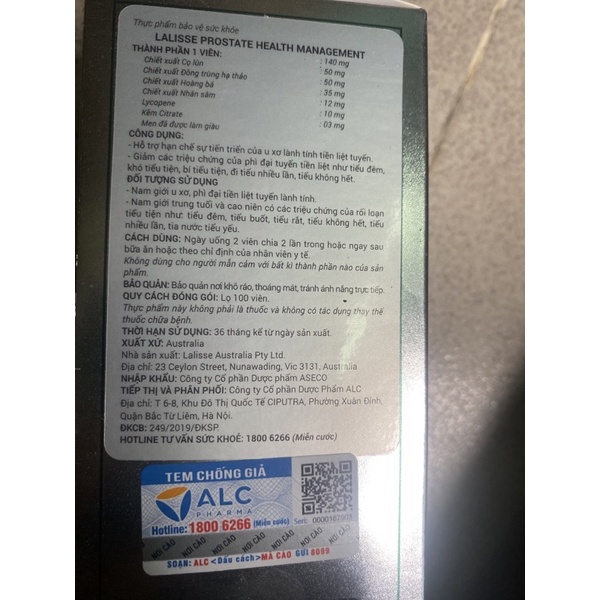 Thực phẩm bảo vệ sức khỏe
LALISSE PROSTATE HEALTH MANAGEMENT
THÀNH PHẦN 1 VIÊN:
Chiết xuất Cọ lùn : 140 mg
Chiết xuất Đông trùng hạ thảo : 50 mg
Chiết xuất Hoàng bá : 50 mg
Chiết xuất Nhân sâm : 35 mg
Lycopene : 12 mg
Kẽm Citrate : 10 mg
Men đã được làm giàu : 03 mg
CÔNG DỤNG:
- Hỗ trợ hạn chế sự tiến triển của u xơ lành tính tiền liệt tuyến.
- Giảm các triệu chứng của phì đại tuyến tiền liệt như tiểu đêm,
khó tiểu tiện, bí tiểu tiện, đi tiểu nhiều lần, tiểu không hết.
ĐỐI TƯỢNG SỬ DỤNG
- Nam giới u xơ, phì đại tiền liệt tuyến lành tính.
- Nam giới trung tuổi và cao niên có các triệu chứng của rối loạn
tiểu tiện như: tiểu đêm, tiểu buốt, tiểu rắt, tiểu không hết, tiểu
nhiều lần, tia nước tiểu yếu.
CÁCH DÙNG: Ngày uống 2 viên chia 2 lần trong hoặc ngay sau
bữa ăn hoặc theo chỉ định của nhân viên y tế.
Không dùng cho người mẫn cảm với bất kì thành phần nào của sản
phẩm.
BẢO QUẢN: Bảo quản nơi khô ráo, thoáng mát, tránh ánh nắng trực tiếp.
QUY CÁCH ĐÓNG GÓI: Lọ 100 viên.
Thực phẩm này không phải là thuốc và không có tác dụng thay thế
thuốc chữa bệnh.
THỜI HẠN SỬ DỤNG: 36 tháng kể từ ngày sản xuất.
XUẤT XỨ: Australia
Nhà sản xuất: Lalisse Australia Pty Ltd.
Địa chỉ: 23 Ceylon Street, Nunawading, Vic 3131, Australia
NHẬP KHẨU: Công ty Cổ phần Dược phẩm ASECO
TIẾP THỊ VÀ PHÂN PHỐI: Công ty Cổ phần Dược Phẩm ALC
Địa chỉ: T 6-8, Khu Đô Thị Quốc Tế CIPUTRA, Phường Xuân Đỉnh,
Quận Bắc Từ Liêm, Hà Nội.
ĐKCB: 249/2019/ĐKSP.
HOTLINE TƯ VẤN SỨC KHOẺ: 1800 6266 (Miễn cước)
TEM CHỐNG GIẢ
ALC
PHARMA
Hotline: 1800 6266 (Miễn cước) Seri:
NƠI CÀO NƠI CÀO NƠI CÀO NƠI CÀO NƠI CÀO
SOẠN: ALC <Dấu cách> MÃ CÀO GỬI 8099